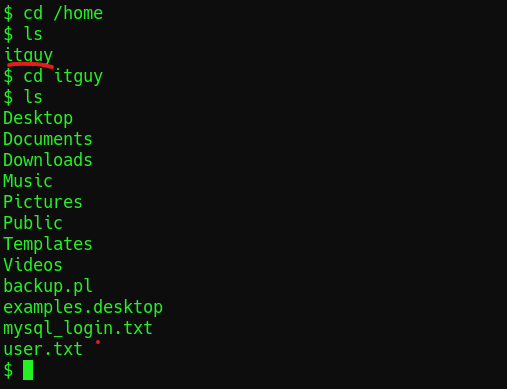 $ cd /home
$ ls
itguy
$ cd itguy
$ ls
Desktop
Documents
Downloads
Music
Pictures
Public
Templates
Videos
backup.pl
examples.desktop
mysql_login.txt
user.txt
$